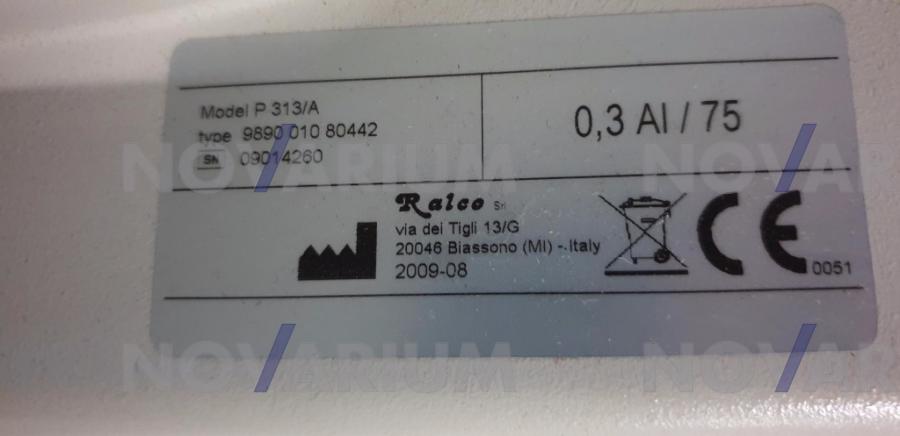 Model P 313/A
type 9890 010 80442
SN 09014260
0,3 Al / 75
Ralco Srl
via dei Tigli 13/G
20046 Biassono (MI) - Italy
2009-08
CE 0051
NOVARIUM
NOVARIUM
NOVARIUM
NOVARIUM